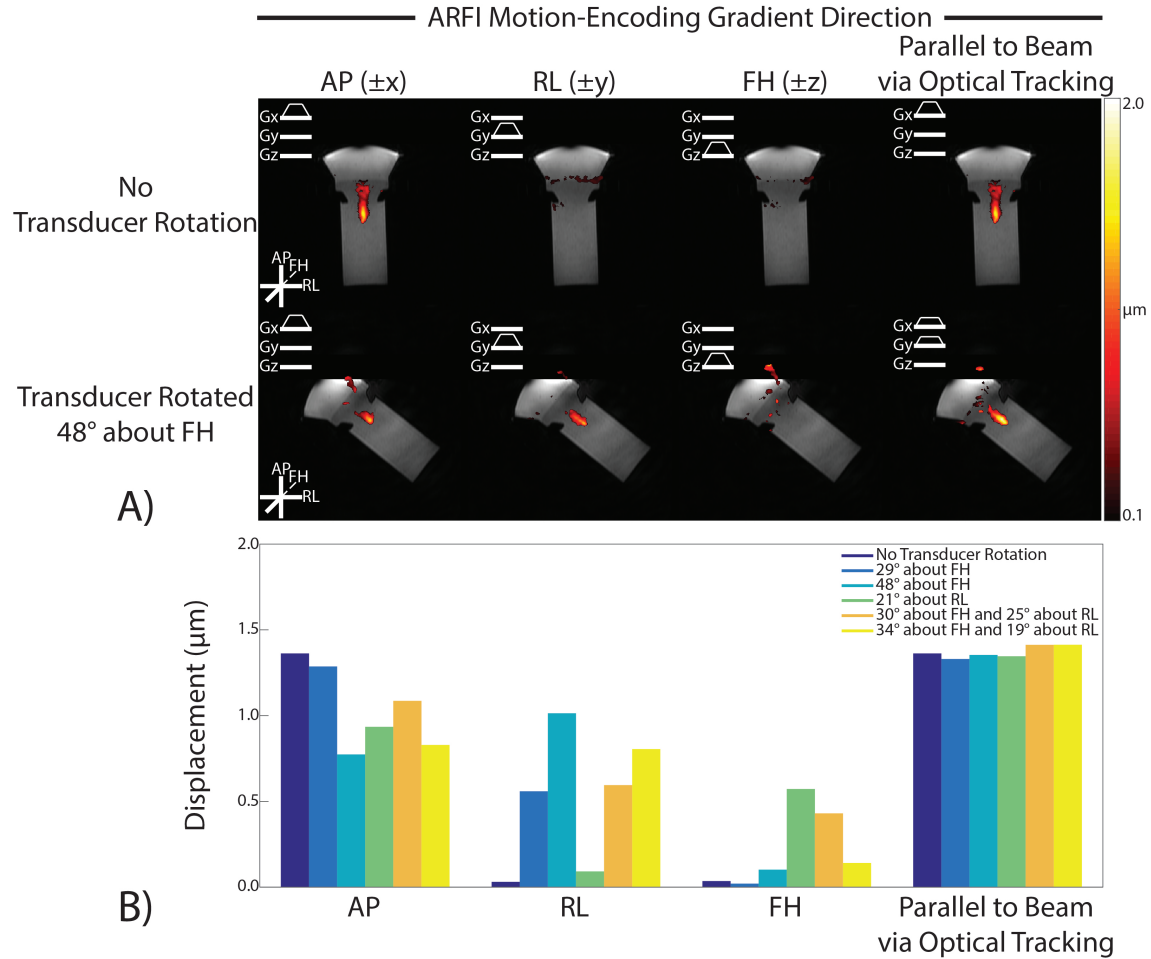 ARFI Motion-Encoding Gradient Direction
AP (±x)
RL (±y)
FH (±z)
Parallel to Beam
via Optical Tracking
No
Transducer Rotation
Gx
Gy
Gz
Gx
Gy
Gz
Gx
Gy
Gz
Gx
Gy
Gz
AP
FH
RL
2.0
µm
0.1
Transducer Rotated
48° about FH
Gx
Gy
Gz
Gx
Gy
Gz
Gx
Gy
Gz
Gx
Gy
Gz
AP
FH
RL
A)
Displacement (µm)
2.0
1.5
1.0
0.5
0.0
No Transducer Rotation
29° about FH
48° about FH
21° about RL
30° about FH and 25° about RL
34° about FH and 19° about RL
AP
RL
FH
Parallel to Beam
via Optical Tracking
B)